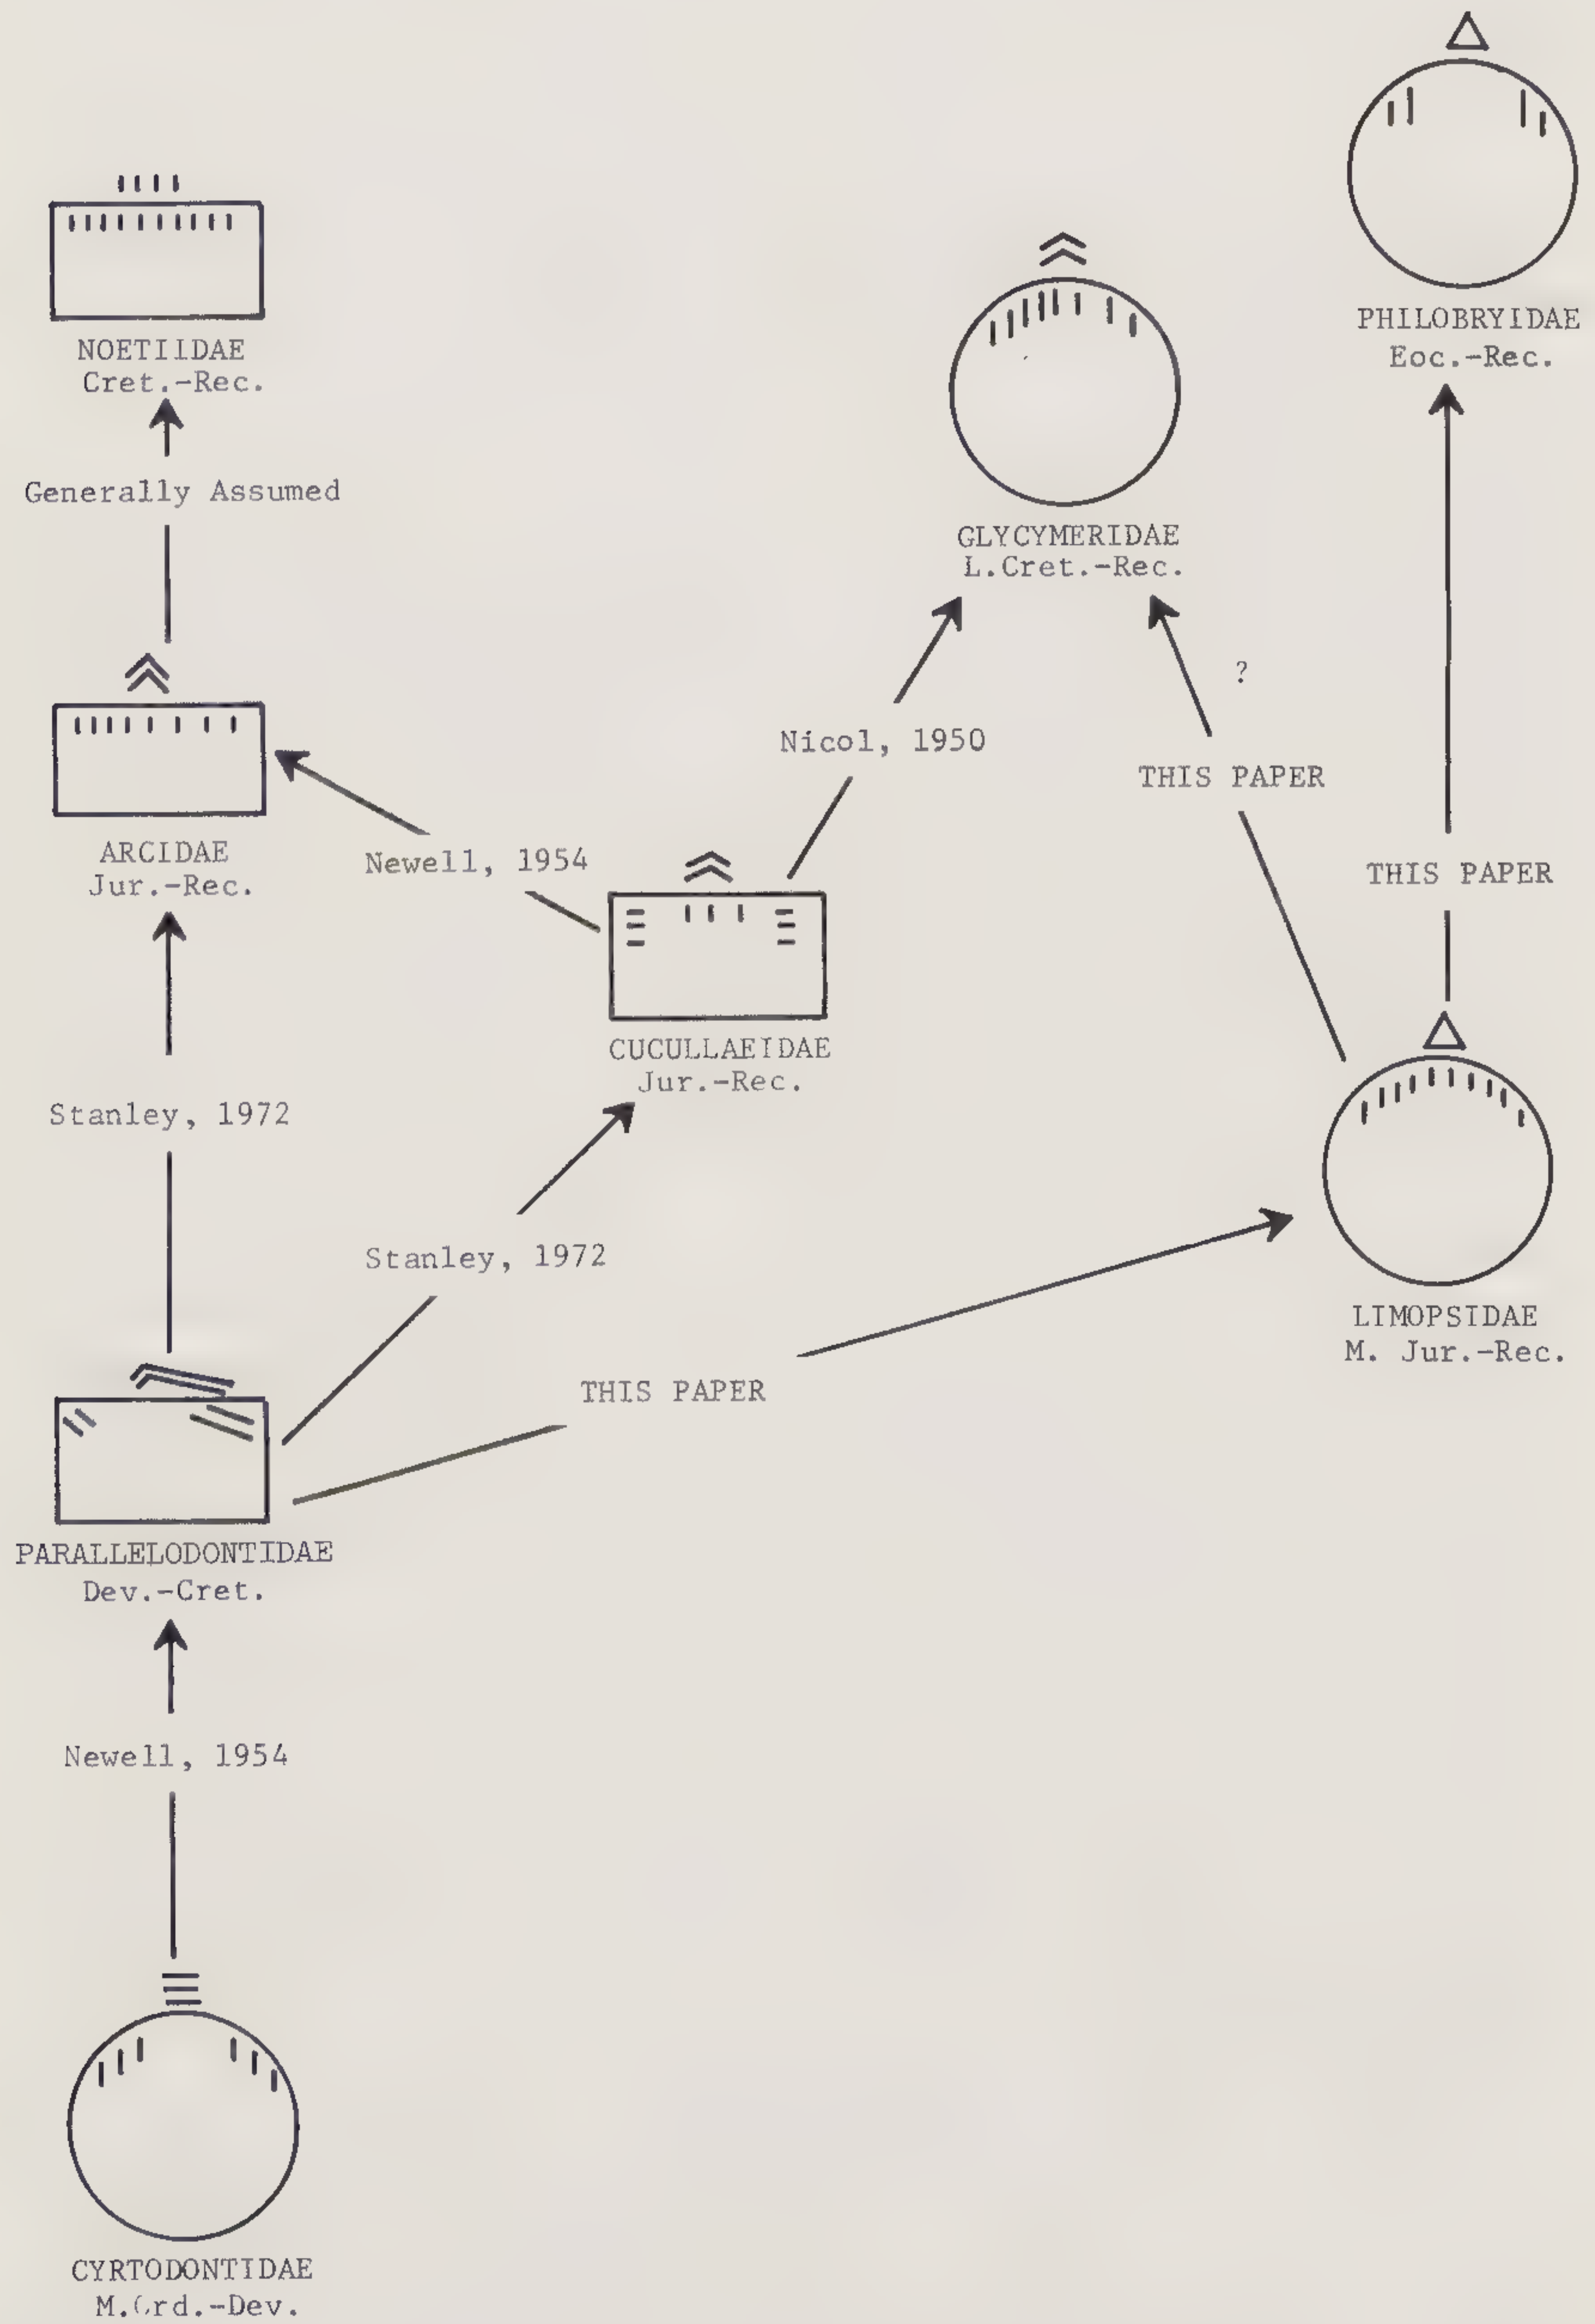 PHILOBRYIDAE
Eoc.-Rec.
NOETIIDAE
Cret.-Rec.
Generally Assumed
GLYCYMERIDAE
L.Cret.-Rec.
?
Nicol, 1950
THIS PAPER
ARCIDAE
Jur.-Rec.
Newell, 1954
THIS PAPER
CUCULLAEIDAE
Jur.-Rec.
Stanley, 1972
Stanley, 1972
LIMOPSIDAE
M. Jur.-Rec.
THIS PAPER
PARALLELODONTIDAE
Dev.-Cret.
Newell, 1954
CYRTODONTIDAE
M.Ord.-Dev.